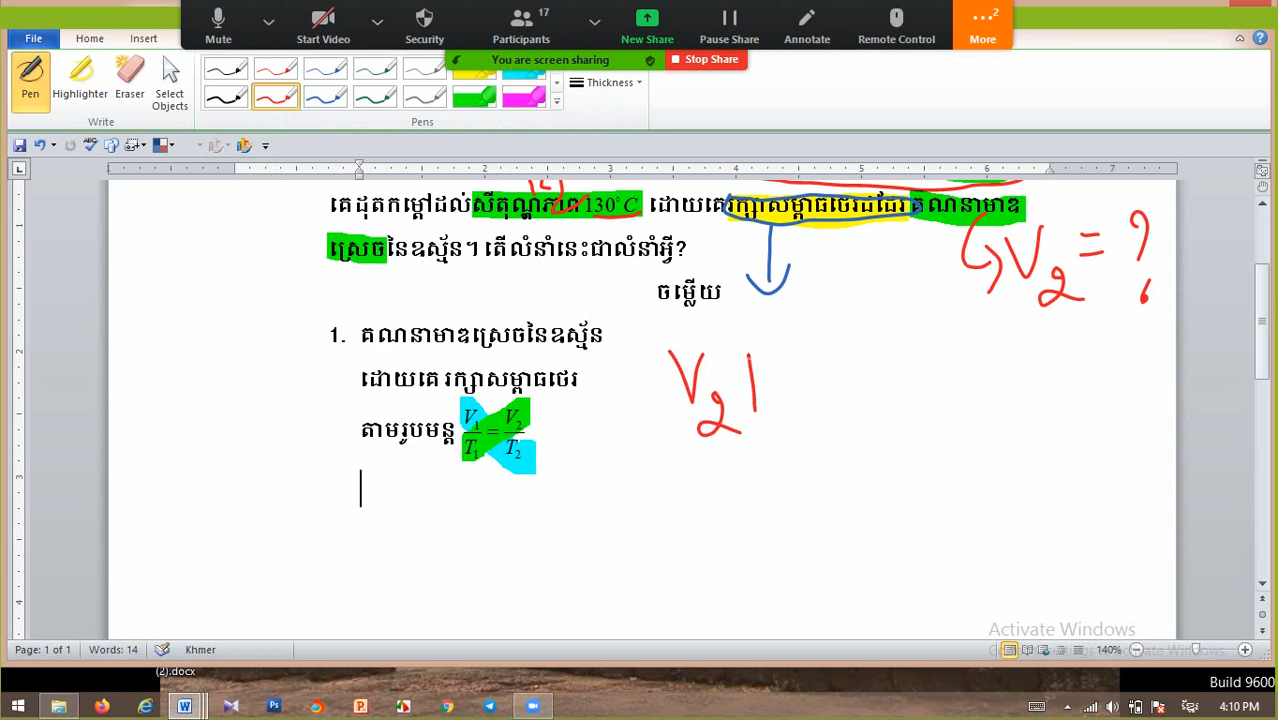 Mute
Start Video
Security
17
Participants
New Share
Pause Share
Annotate
Remote Control
2
More
You are screen sharing
Stop Share
File
Home
Insert
Pen
Highlighter
Eraser
Select Objects
Thickness
Write
Pens
គេដុតកម្ដៅដល់សីតុណ្ហភាព 130°C ដោយគេរក្សាសម្ពាធថេរដដែរ គណនាមាឌ
ស្រេចនៃឧស្ម័ន។ តើលំនាំនេះជាលំនាំអ្វី?
V2 = ?
ចម្លើយ
1. គណនាមាឌស្រេចនៃឧស្ម័ន
ដោយគេ រក្សាសម្ពាធថេរ
V2
តាមរូបមន្ត V1/T1 = V2/T2
Activate Windows
Page: 1 of 1
Words: 14
Khmer
140%
(2).docx
Build 9600
4:10 PM